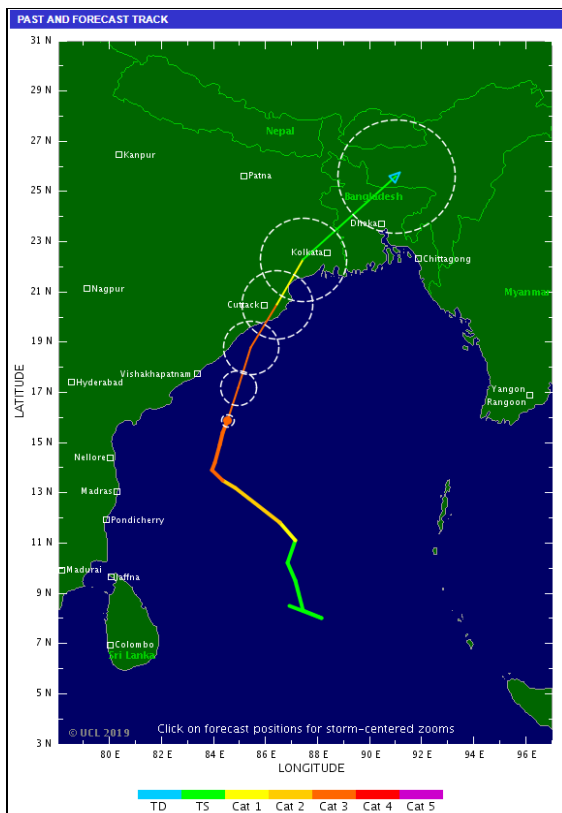 PAST AND FORECAST TRACK
31 N
29 N
27 N
25 N
23 N
21 N
19 N
17 N
15 N
13 N
11 N
9 N
7 N
5 N
3 N
LATITUDE
Nepal
Kanpur
Patna
Bangladesh
Dhaka
Kolkata
Chittagong
Nagpur
Cuttack
Myanmar
Vishakhapatnam
Hyderabad
Yangon
Rangoon
Nellore
Madras
Pondicherry
Madurai
Jaffna
Colombo
Sri Lanka
© UCL 2019
Click on forecast positions for storm-centered zooms
80 E 82 E 84 E 86 E 88 E 90 E 92 E 94 E 96 E
LONGITUDE
TD TS Cat 1 Cat 2 Cat 3 Cat 4 Cat 5